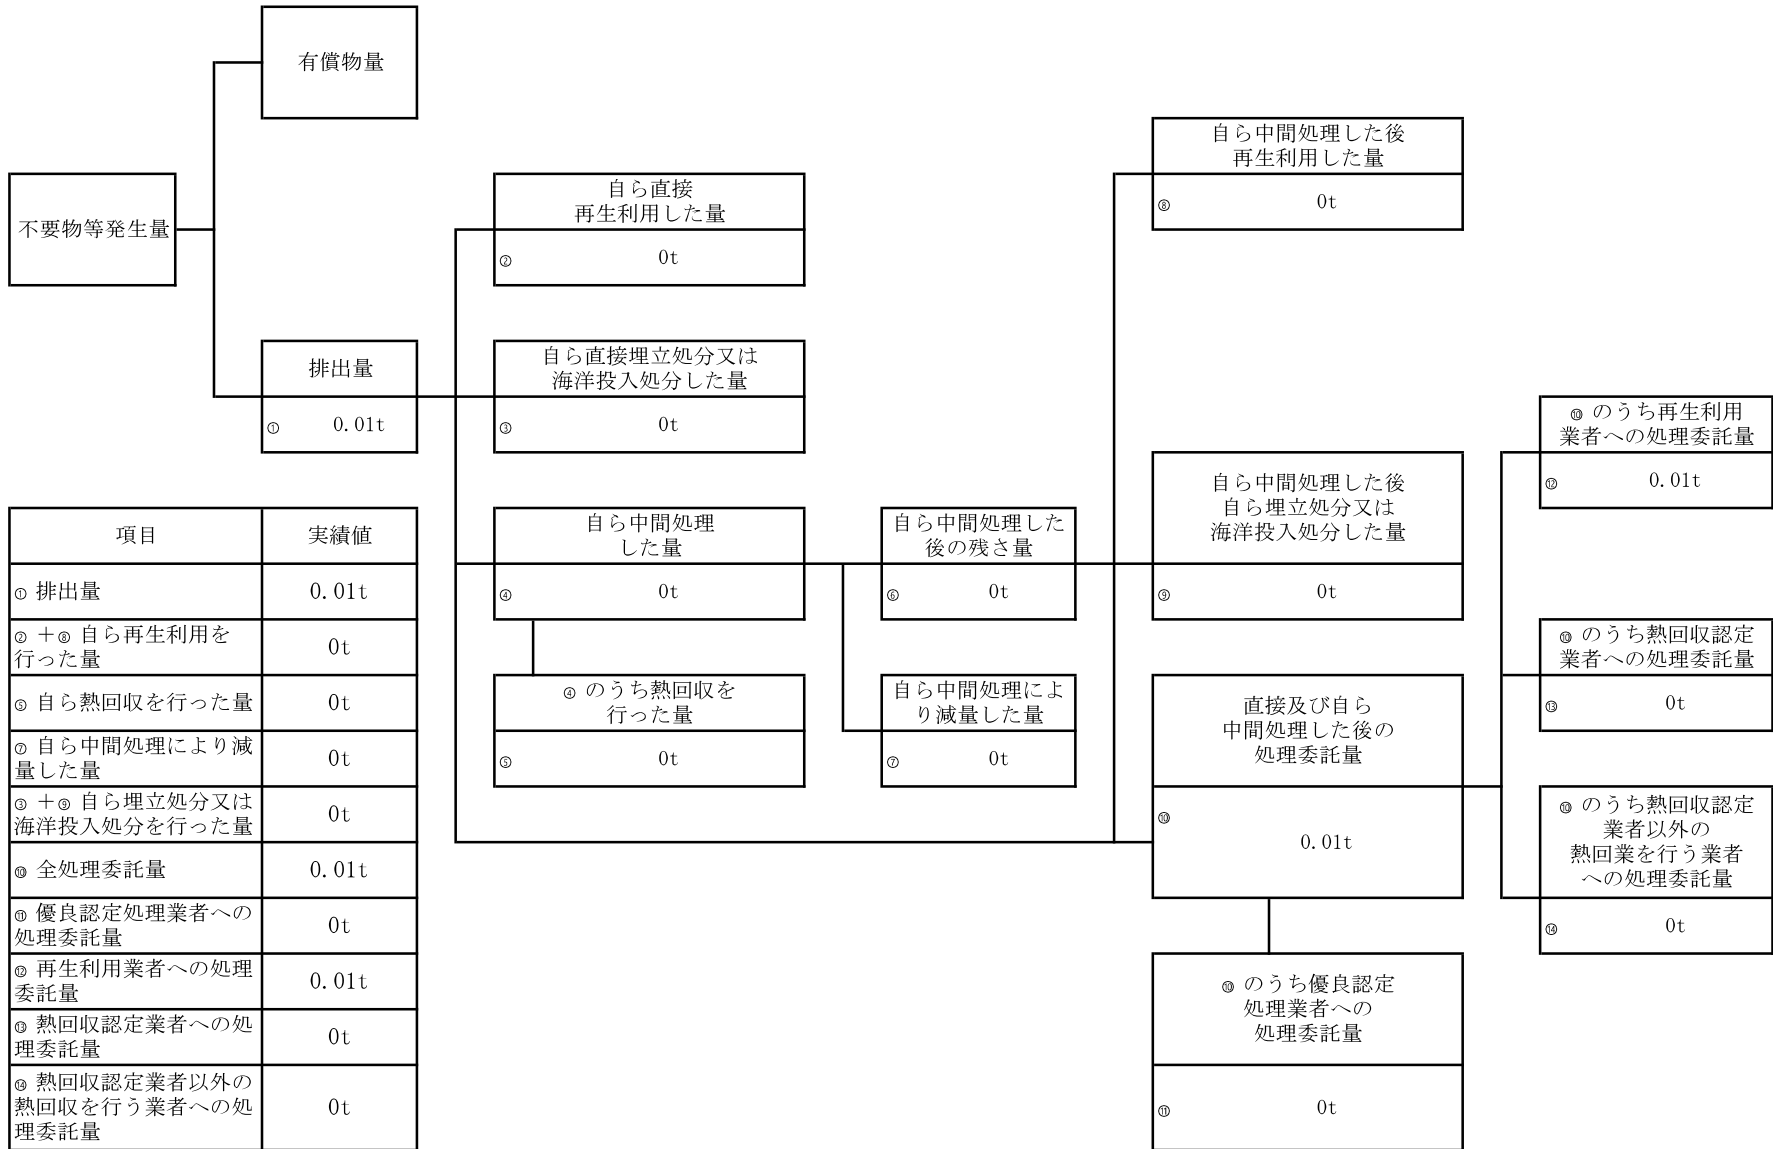 有償物量
不要物等発生量
排出量
① 0.01t
自ら直接
再生利用した量
② 0t
自ら直接埋立処分又は
海洋投入処分した量
③ 0t
自ら中間処理
した量
④ 0t
④ のうち熱回収を
行った量
⑤ 0t
自ら中間処理した
後の残さ量
⑥ 0t
自ら中間処理によ
り減量した量
⑦ 0t
自ら中間処理した後
再生利用した量
⑧ 0t
自ら中間処理した後
自ら埋立処分又は
海洋投入処分した量
⑨ 0t
直接及び自ら
中間処理した後の
処理委託量
⑩
0.01t
⑩ のうち優良認定
処理業者への
処理委託量
⑪ 0t
⑩ のうち再生利用
業者への処理委託量
⑫ 0.01t
⑩ のうち熱回収認定
業者への処理委託量
⑬ 0t
⑩ のうち熱回収認定
業者以外の
熱回業を行う業者
への処理委託量
⑭ 0t
項目 実績値
① 排出量 0.01t
② +⑧ 自ら再生利用を
行った量 0t
⑤ 自ら熱回収を行った量 0t
⑦ 自ら中間処理により減
量した量 0t
③ +⑨ 自ら埋立処分又は
海洋投入処分を行った量 0t
⑩ 全処理委託量 0.01t
⑪ 優良認定処理業者への
処理委託量 0t
⑫ 再生利用業者への処理
委託量 0.01t
⑬ 熱回収認定業者への処
理委託量 0t
⑭ 熱回収認定業者以外の
熱回収を行う業者への処
理委託量 0t